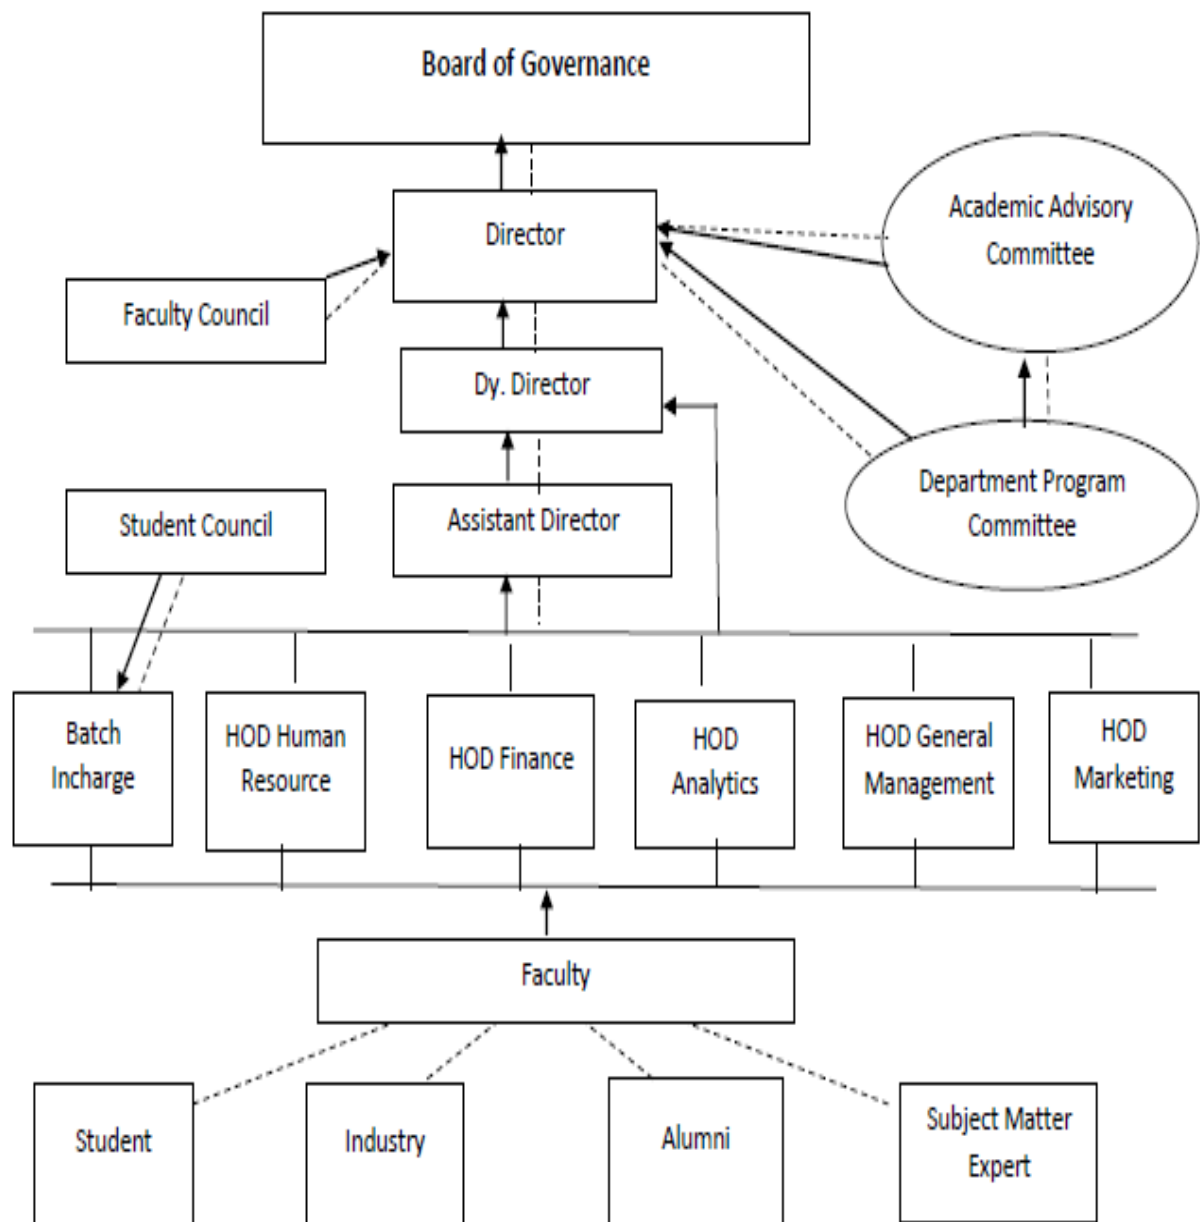 Board of Governance
Academic Advisory
Committee
Director
Faculty Council
Dy. Director
Department Program
Committee
Student Council
Assistant Director
Batch
Incharge
HOD Human
Resource
HOD Finance
HOD
Analytics
HOD General
Management
HOD
Marketing
Faculty
Student
Industry
Alumni
Subject Matter
Expert